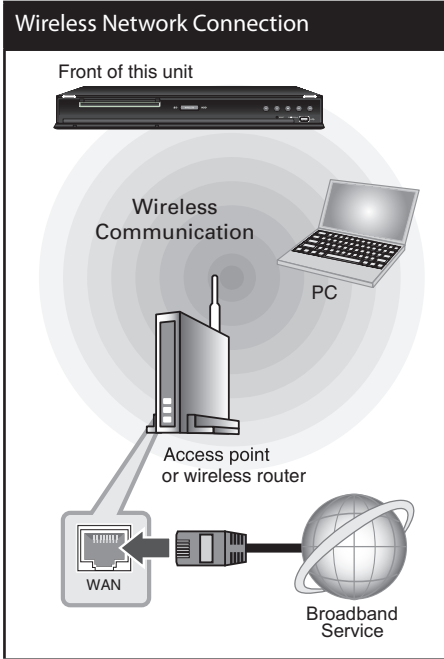 Wireless Network Connection
Front of this unit
Wireless
Communication
PC
Access point
or wireless router
WAN
Broadband
Service